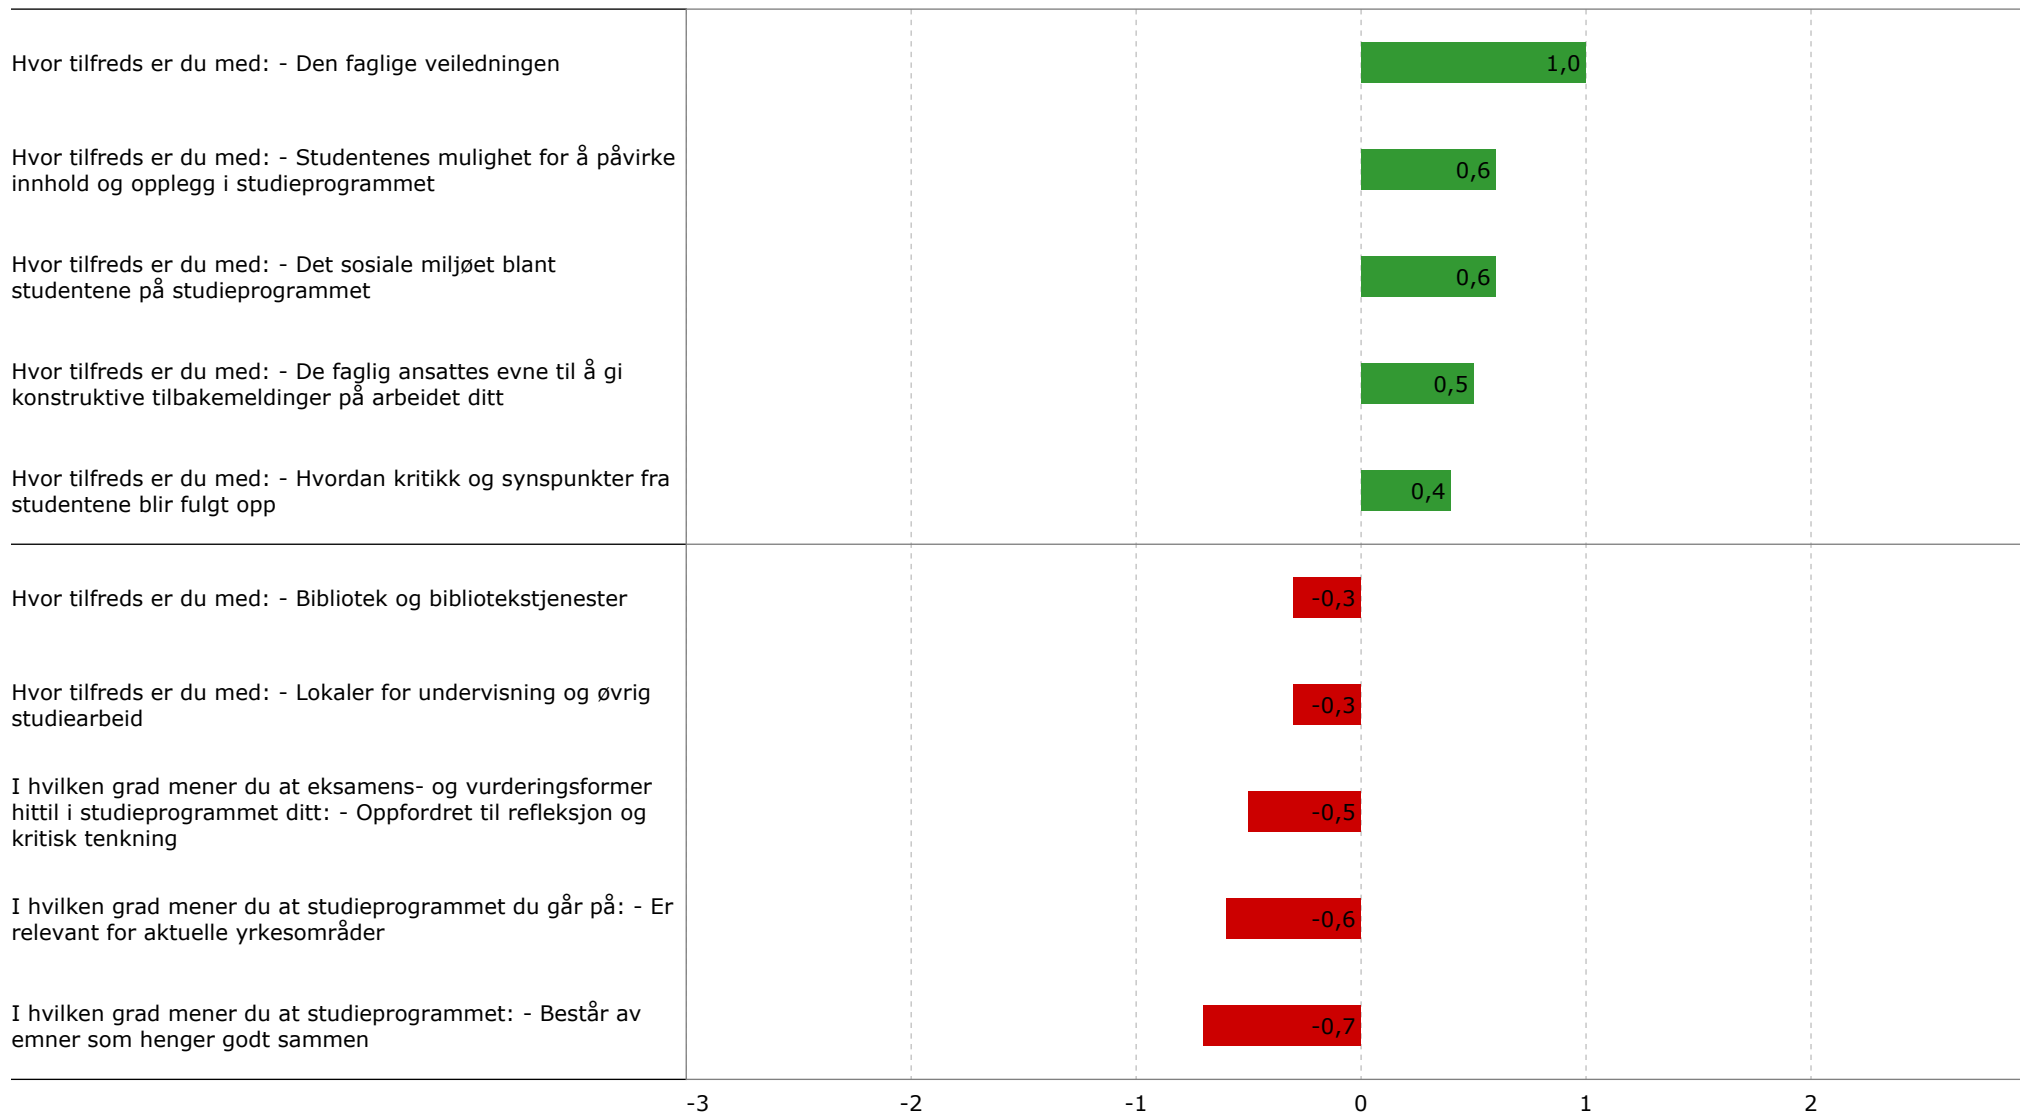 Hvor tilfreds er du med: - Den faglige veiledningen
1,0
Hvor tilfreds er du med: - Studentenes mulighet for å påvirke
innhold og opplegg i studieprogrammet
0,6
Hvor tilfreds er du med: - Det sosiale miljøet blant
studentene på studieprogrammet
0,6
Hvor tilfreds er du med: - De faglig ansattes evne til å gi
konstruktive tilbakemeldinger på arbeidet ditt
0,5
Hvor tilfreds er du med: - Hvordan kritikk og synspunkter fra
studentene blir fulgt opp
0,4
Hvor tilfreds er du med: - Bibliotek og bibliotekstjenester
-0,3
Hvor tilfreds er du med: - Lokaler for undervisning og øvrig
studiearbeid
-0,3
I hvilken grad mener du at eksamens- og vurderingsformer
hittil i studieprogrammet ditt: - Oppfordret til refleksjon og
kritisk tenkning
-0,5
I hvilken grad mener du at studieprogrammet du går på: - Er
relevant for aktuelle yrkesområder
-0,6
I hvilken grad mener du at studieprogrammet: - Består av
emner som henger godt sammen
-0,7
-3 -2 -1 0 1 2